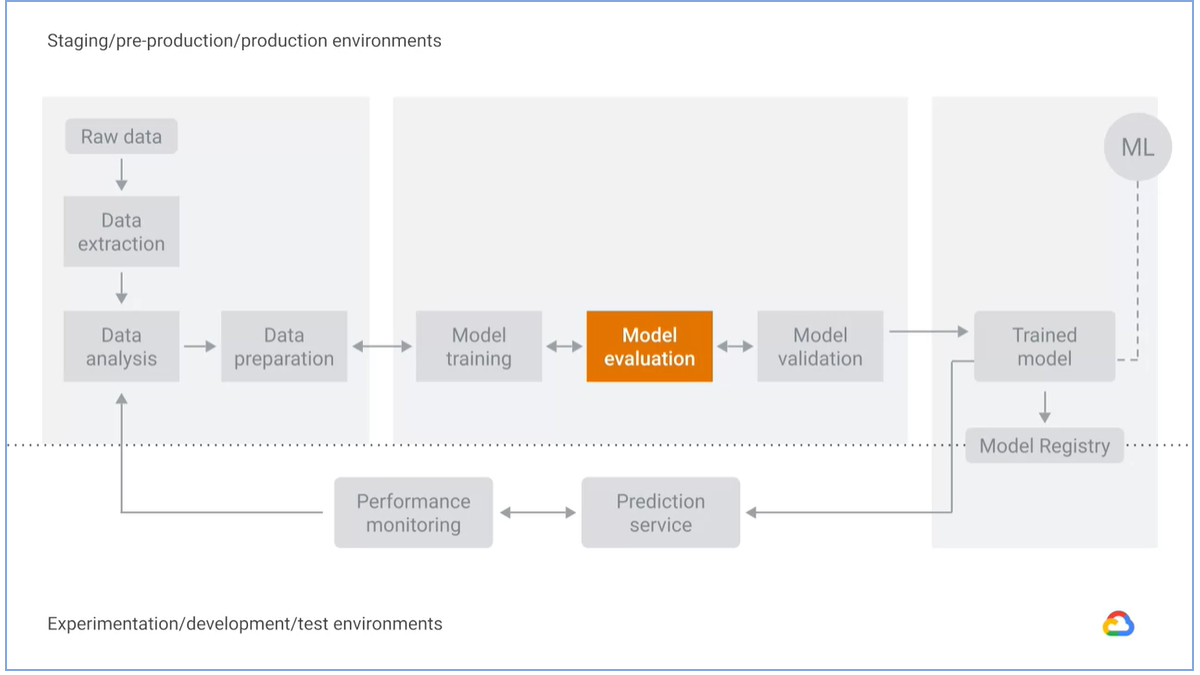 Staging/pre-production/production environments
Raw data
ML
Data
extraction
Data
analysis
Data
preparation
Model
training
Model
evaluation
Model
validation
Trained
model
Model Registry
Performance
monitoring
Prediction
service
Experimentation/development/test environments